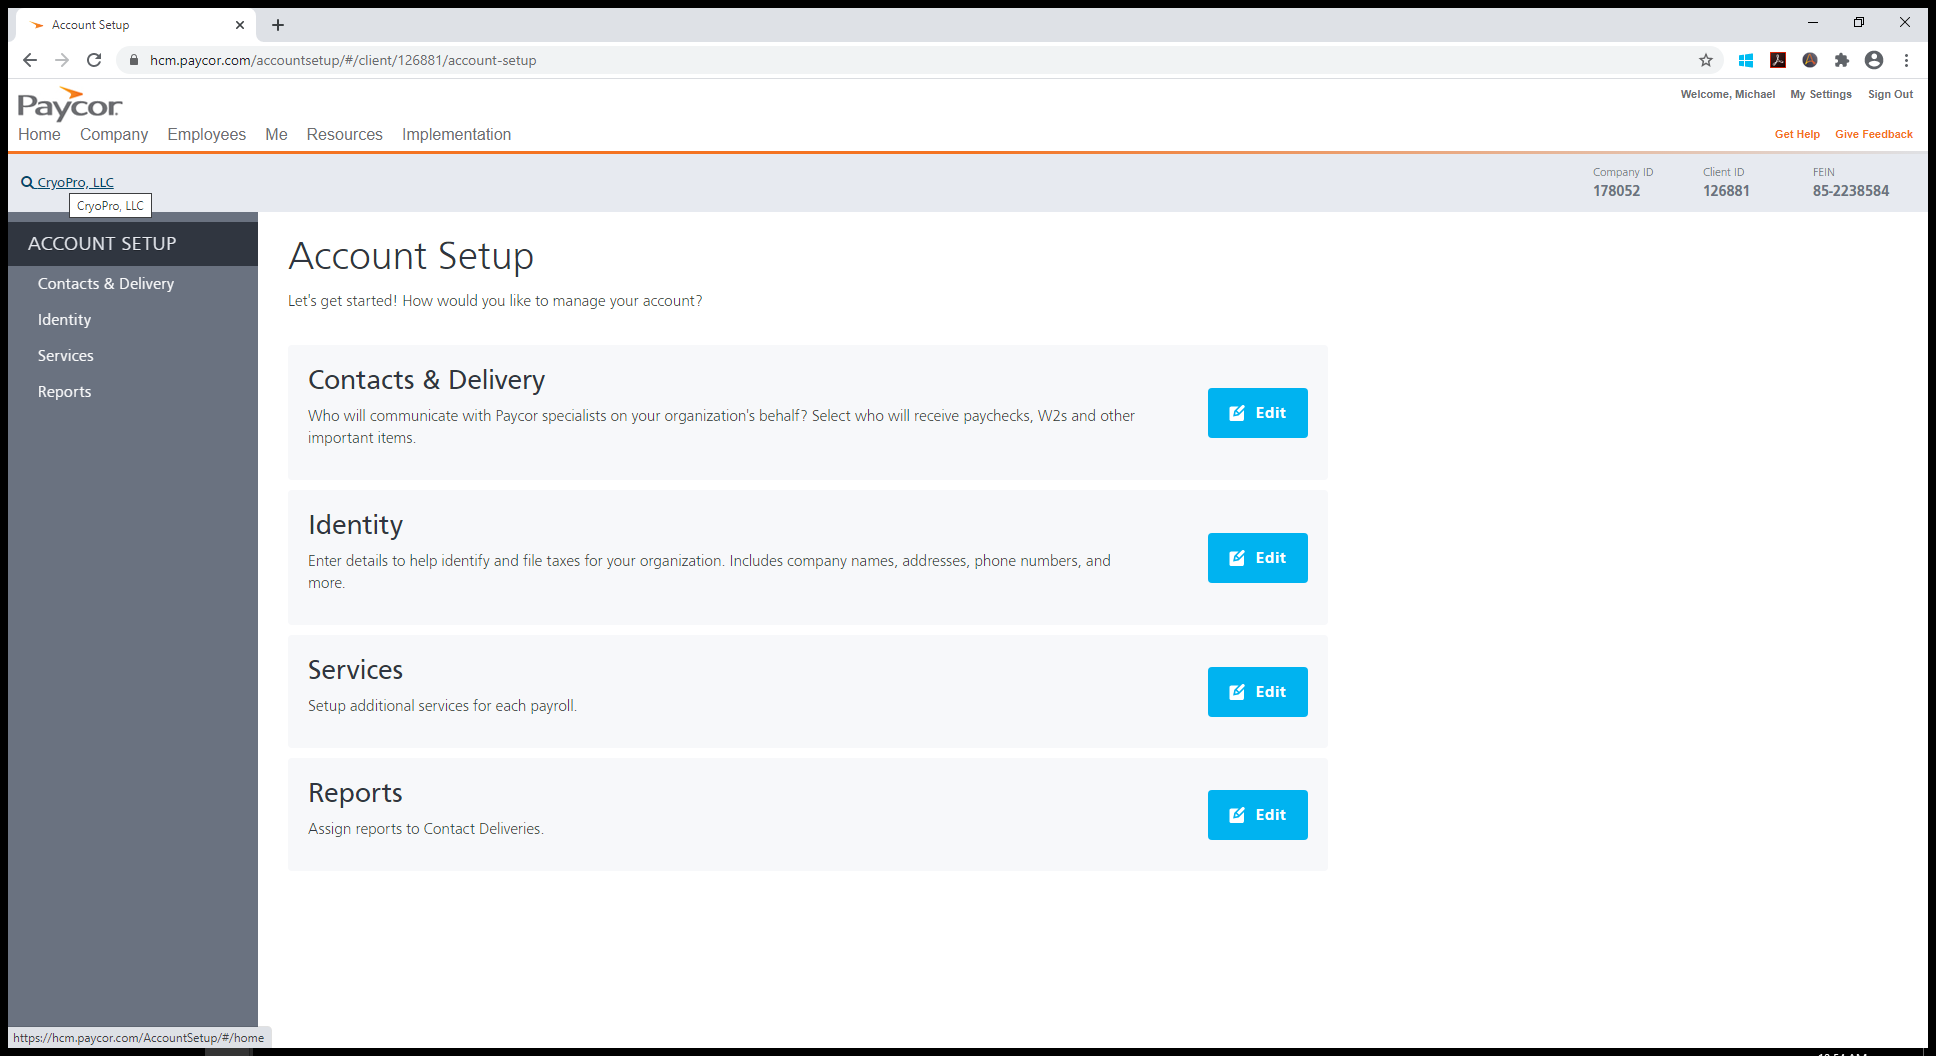 Account Setup
hcm.paycor.com/accountsetup/#/client/126881/account-setup
Paycor
Welcome, Michael My Settings Sign Out
Home Company Employees Me Resources Implementation
Get Help Give Feedback
CryoPro, LLC
CryoPro, LLC
Company ID Client ID FEIN
178052 126881 85-2238584
ACCOUNT SETUP
Contacts & Delivery
Identity
Services
Reports
Account Setup
Let's get started! How would you like to manage your account?
Contacts & Delivery
Who will communicate with Paycor specialists on your organization's behalf? Select who will receive paychecks, W2s and other
important items.
Edit
Identity
Enter details to help identify and file taxes for your organization. Includes company names, addresses, phone numbers, and
more.
Edit
Services
Setup additional services for each payroll.
Edit
Reports
Assign reports to Contact Deliveries.
Edit
https://hcm.paycor.com/AccountSetup/#/home